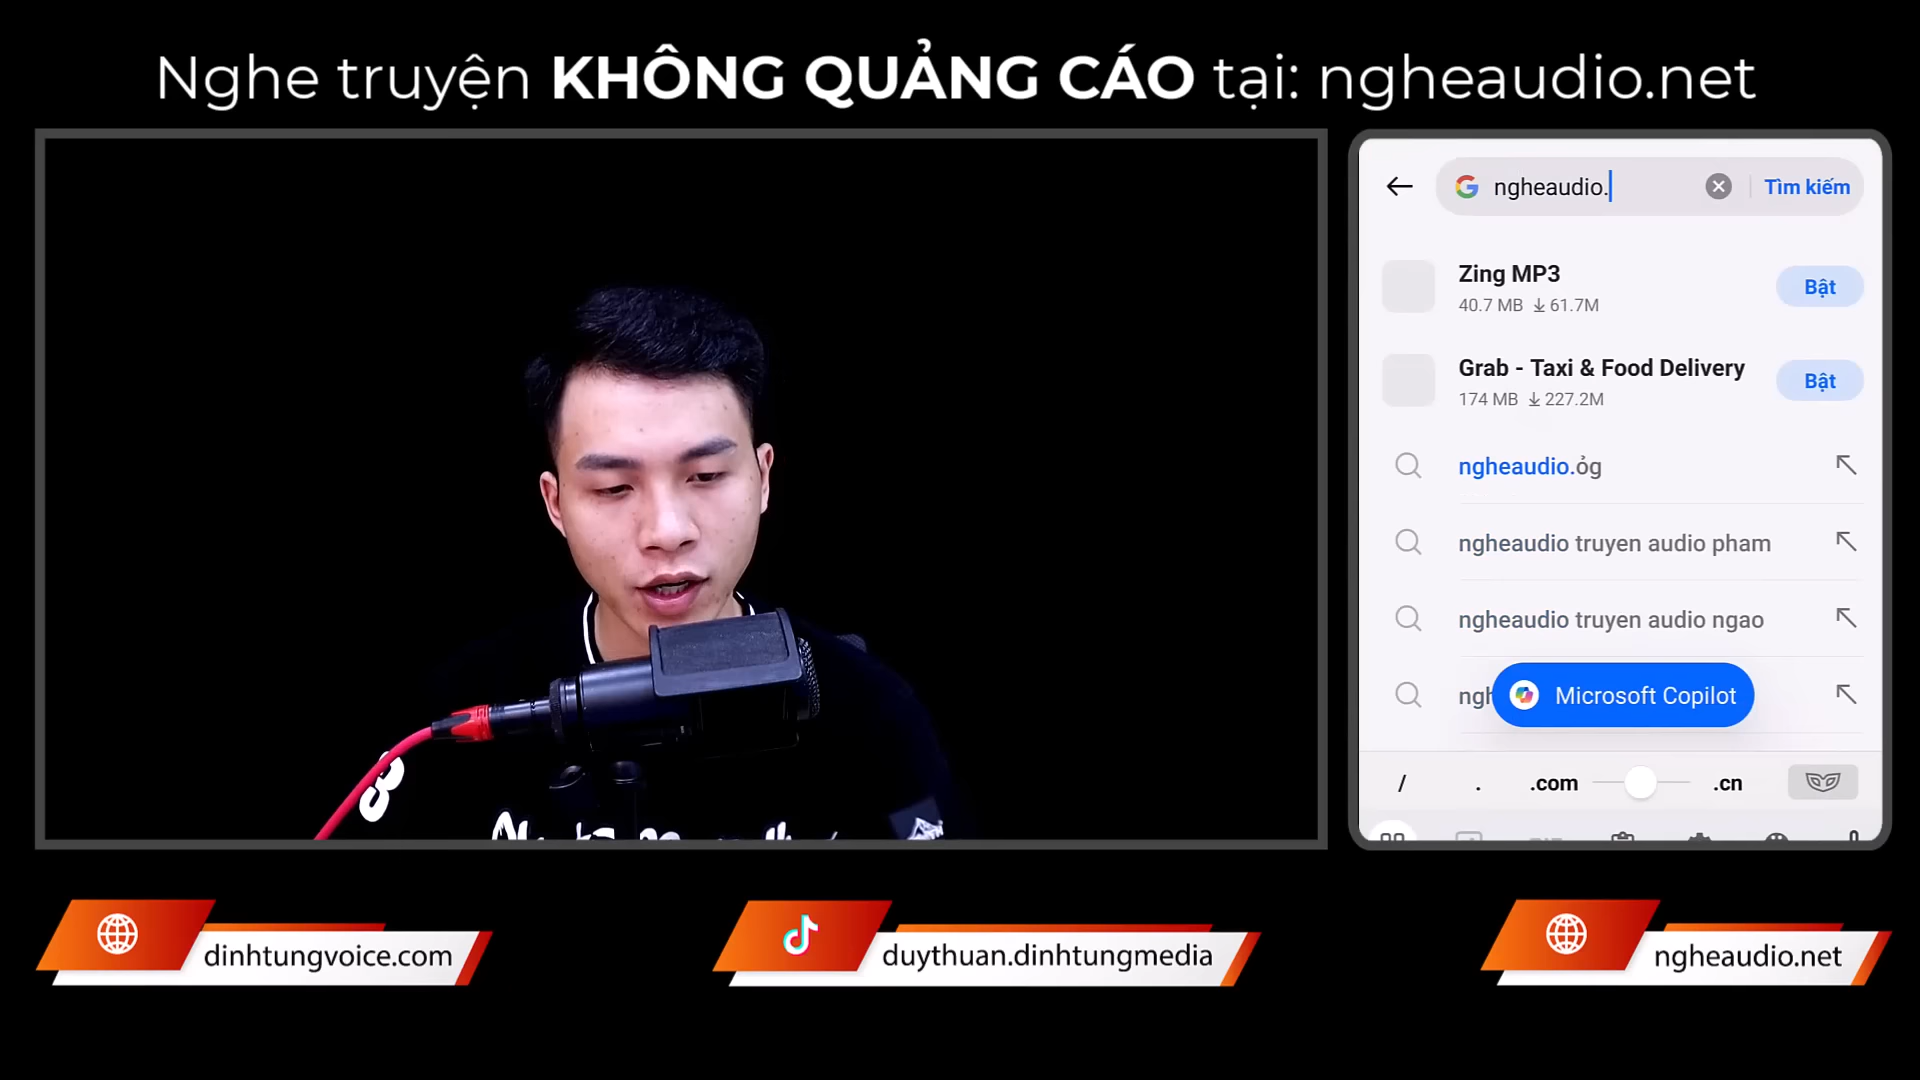 Nghe truyện KHÔNG QUẢNG CÁO tại: ngheaudio.net
ngheaudio.
Tìm kiếm
Zing MP3
40.7 MB 61.7M
Bật
Grab - Taxi & Food Delivery
174 MB 227.2M
Bật
ngheaudio.ỏg
ngheaudio truyen audio pham
ngheaudio truyen audio ngao
Microsoft Copilot
/ . .com .cn
3
dinhtungvoice.com
duythuan.dinhtungmedia
ngheaudio.net